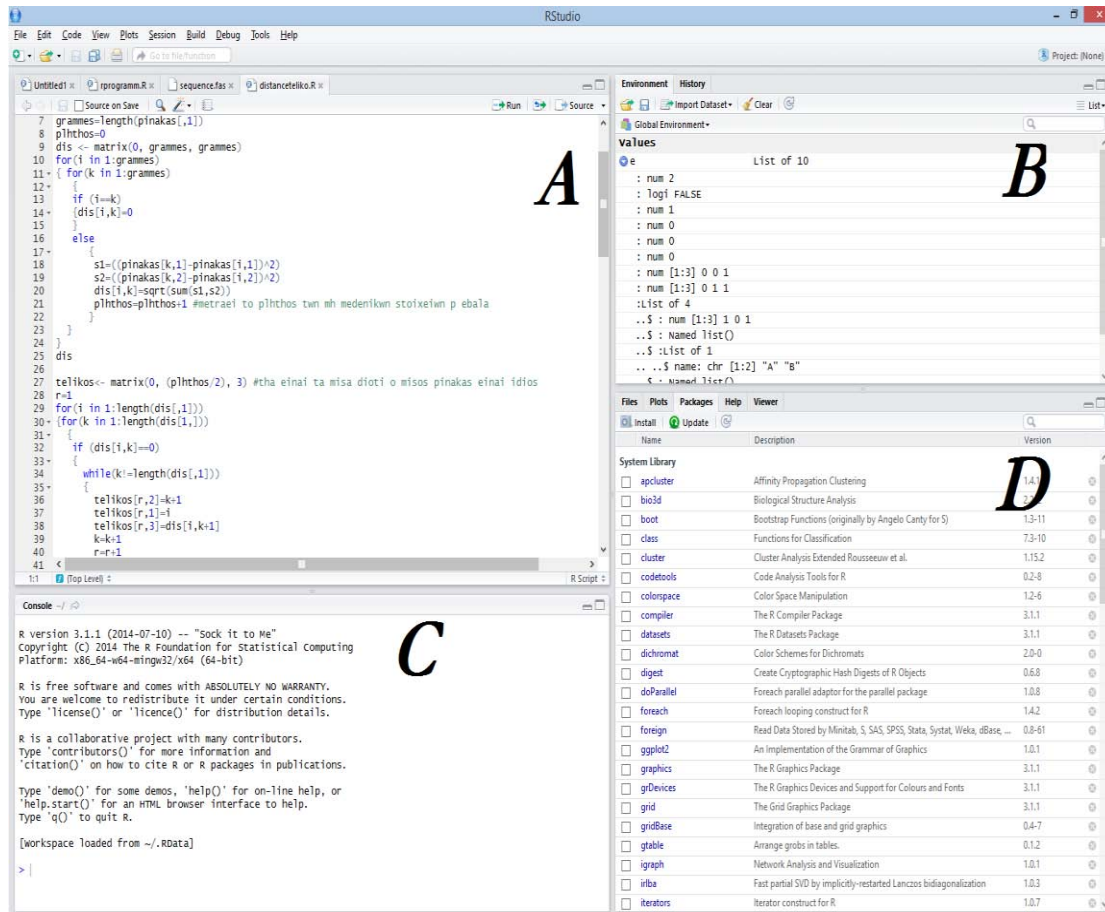 RStudio
File Edit Code View Plots Session Build Debug Tools Help
Go to file/function
Project: (None)
Untitled1 × rprogramm.R × sequence.fas × distanceteliko.R ×
Source on Save Run Source
7 grammes=length(pinakas[,1])
8 plhthos=0
9 dis <- matrix(0, grammes, grammes)
10 for(i in 1:grammes)
11 { for(k in 1:grammes)
12 {
13 if (i==k)
14 {dis[i,k]=0
15 }
16 else
17 {
18 s1=((pinakas[k,1]-pinakas[i,1])^2)
19 s2=((pinakas[k,2]-pinakas[i,2])^2)
20 dis[i,k]=sqrt(sum(s1,s2))
21 plhthos=plhthos+1 #metraei to plhthos twn mh medenikwn stoixeiwn p ebala
22 }
23 }
24 }
25 dis
26
27 telikos<- matrix(0, (plhthos/2), 3) #tha einai ta misa dioti o misos pinakas einai idios
28 r=1
29 for(i in 1:length(dis[,1]))
30 {for(k in 1:length(dis[1,]))
31 {
32 if (dis[i,k]==0)
33 {
34 while(k!=length(dis[,1]))
35 {
36 telikos[r,2]=k+1
37 telikos[r,1]=i
38 telikos[r,3]=dis[i,k+1]
39 k=k+1
40 r=r+1
41
1:1 (Top Level) R Script
A
Console ~/
R version 3.1.1 (2014-07-10) -- "Sock it to Me"
Copyright (C) 2014 The R Foundation for Statistical Computing
Platform: x86_64-w64-mingw32/x64 (64-bit)
R is free software and comes with ABSOLUTELY NO WARRANTY.
You are welcome to redistribute it under certain conditions.
Type 'license()' or 'licence()' for distribution details.
R is a collaborative project with many contributors.
Type 'contributors()' for more information and
'citation()' on how to cite R or R packages in publications.
Type 'demo()' for some demos, 'help()' for on-line help, or
'help.start()' for an HTML browser interface to help.
Type 'q()' to quit R.
[Workspace loaded from ~/.RData]
>
C
Environment History
Import Dataset Clear List
Global Environment
Values
e List of 10
: num 2
: logi FALSE
: num 1
: num 0
: num 0
: num 0
: num [1:3] 0 0 1
: num [1:3] 0 1 1
:List of 4
..$ : num [1:3] 1 0 1
..$ : Named list()
..$ :List of 1
.. ..$ name: chr [1:2] "A" "B"
$ : Named list()
B
Files Plots Packages Help Viewer
Install Update
Name Description Version
System Library
apcluster Affinity Propagation Clustering 1.4.1
bio3d Biological Structure Analysis
boot Bootstrap Functions (originally by Angelo Canty for S) 1.3-11
class Functions for Classification 7.3-10
cluster Cluster Analysis Extended Rousseeuw et al. 1.15.2
codetools Code Analysis Tools for R 0.2-8
colorspace Color Space Manipulation 1.2-6
compiler The R Compiler Package 3.1.1
datasets The R Datasets Package 3.1.1
dichromat Color Schemes for Dichromats 2.0-0
digest Create Cryptographic Hash Digests of R Objects 0.6.8
doParallel Foreach parallel adaptor for the parallel package 1.0.8
foreach Foreach looping construct for R 1.4.2
foreign Read Data Stored by Minitab, S, SAS, SPSS, Stata, Systat, Weka, dBase, ... 0.8-61
ggplot2 An Implementation of the Grammar of Graphics 1.0.1
graphics The R Graphics Package 3.1.1
grDevices The R Graphics Devices and Support for Colours and Fonts 3.1.1
grid The Grid Graphics Package 3.1.1
gridBase Integration of base and grid graphics 0.4-7
gtable Arrange grobs in tables. 0.1.2
igraph Network Analysis and Visualization 1.0.1
irlba Fast partial SVD by implicitly-restarted Lanczos bidiagonalization 1.0.3
iterators Iterator construct for R 1.0.7
D